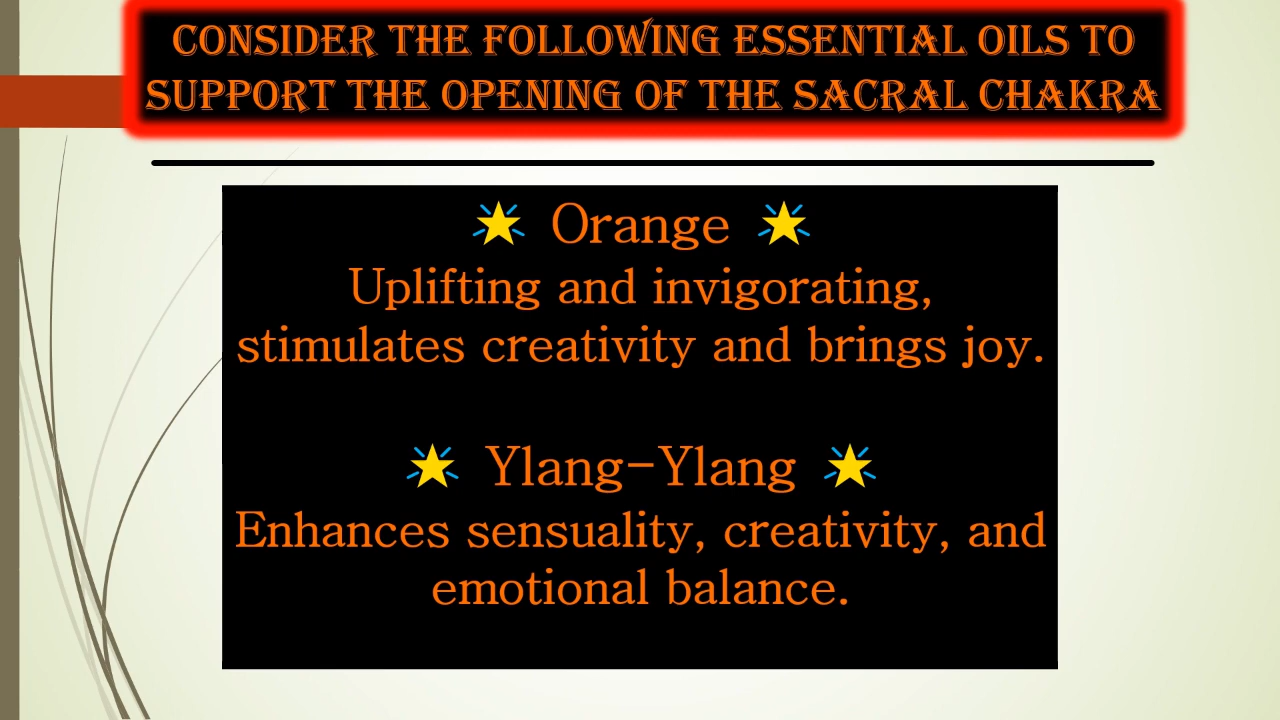 CONSIDER THE FOLLOWING ESSENTIAL OILS TO
SUPPORT THE OPENING OF THE SACRAL CHAKRA
🌟 Orange 🌟
Uplifting and invigorating,
stimulates creativity and brings joy.
🌟 Ylang-Ylang 🌟
Enhances sensuality, creativity, and
emotional balance.